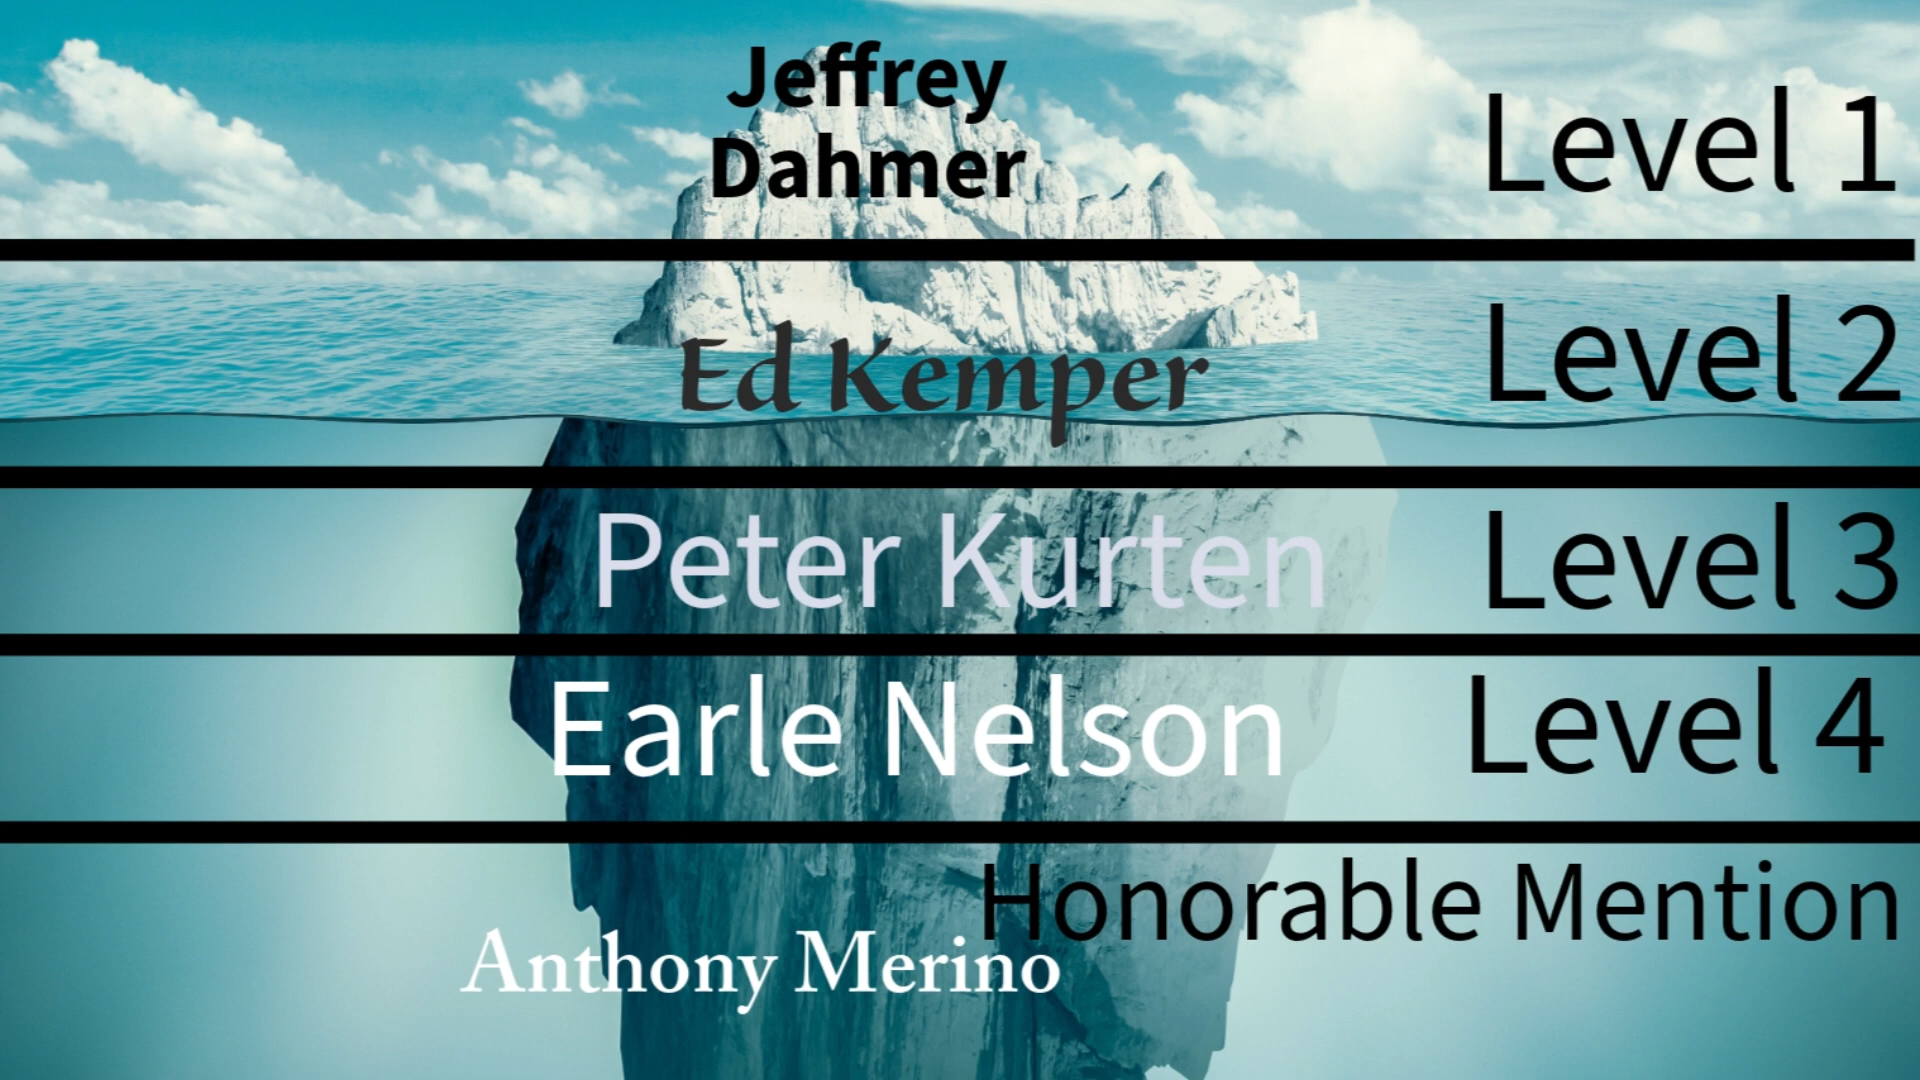 Jeffrey
Dahmer
Level 1
Ed Kemper
Level 2
Peter Kurten
Level 3
Earle Nelson
Level 4
Honorable Mention
Anthony Merino